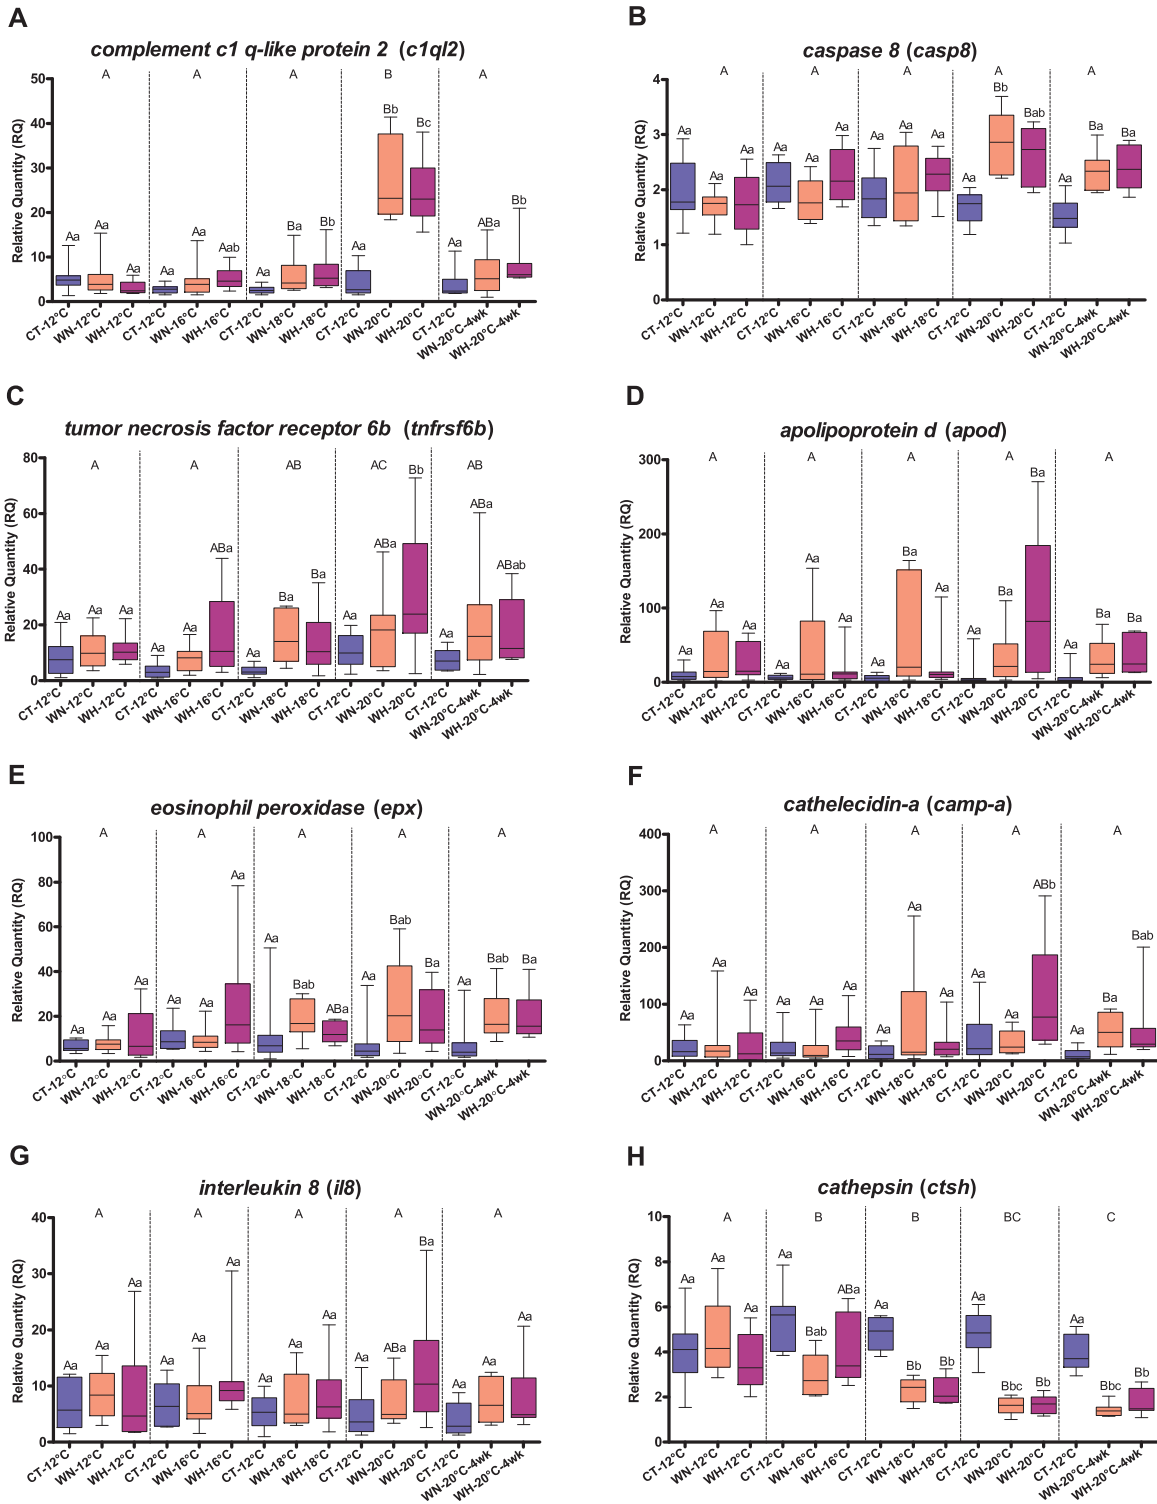 A
complement c1 q-like protein 2 (c1ql2)
Relative Quantity (RQ)
50
40
30
20
10
0
A A A B A
Aa Aa Aa Aa Aa Aab Aa Bb Bb Aa Bb Bc Aa ABa Bb
CT-12°C WN-12°C WH-12°C CT-12°C WN-16°C WH-16°C CT-12°C WN-18°C WH-18°C CT-12°C WN-20°C WH-20°C CT-12°C WN-20°C-4wk WH-20°C-4wk
B
caspase 8 (casp8)
Relative Quantity (RQ)
4
3
2
1
0
A A A A A
Aa Aa Aa Aa Aa Aa Aa Aa Aa Aa Bb Bab Aa Ba Ba
CT-12°C WN-12°C WH-12°C CT-12°C WN-16°C WH-16°C CT-12°C WN-18°C WH-18°C CT-12°C WN-20°C WH-20°C CT-12°C WN-20°C-4wk WH-20°C-4wk
C
tumor necrosis factor receptor 6b (tnfrsf6b)
Relative Quantity (RQ)
80
60
40
20
0
A A AB AC AB
Aa Aa Aa Aa Aa ABa Aa Ba Ba Aa ABa Bb Aa ABa ABab
CT-12°C WN-12°C WH-12°C CT-12°C WN-16°C WH-16°C CT-12°C WN-18°C WH-18°C CT-12°C WN-20°C WH-20°C CT-12°C WN-20°C-4wk WH-20°C-4wk
D
apolipoprotein d (apod)
Relative Quantity (RQ)
300
200
100
0
A A A A A
Aa Aa Aa Aa Aa Aa Aa Ba Aa Aa Ba Ba Aa Ba Ba
CT-12°C WN-12°C WH-12°C CT-12°C WN-16°C WH-16°C CT-12°C WN-18°C WH-18°C CT-12°C WN-20°C WH-20°C CT-12°C WN-20°C-4wk WH-20°C-4wk
E
eosinophil peroxidase (epx)
Relative Quantity (RQ)
100
80
60
40
20
0
A A A A A
Aa Aa Aa Aa Aa Aa Aa Bab ABa Aa Bab Ba Aa Bab Ba
CT-12°C WN-12°C WH-12°C CT-12°C WN-16°C WH-16°C CT-12°C WN-18°C WH-18°C CT-12°C WN-20°C WH-20°C CT-12°C WN-20°C-4wk WH-20°C-4wk
F
cathelecidin-a (camp-a)
Relative Quantity (RQ)
400
300
200
100
0
A A A A A
Aa Aa Aa Aa Aa Aa Aa Aa Aa Aa Aa ABb Aa Ba Bab
CT-12°C WN-12°C WH-12°C CT-12°C WN-16°C WH-16°C CT-12°C WN-18°C WH-18°C CT-12°C WN-20°C WH-20°C CT-12°C WN-20°C-4wk WH-20°C-4wk
G
interleukin 8 (il8)
Relative Quantity (RQ)
40
30
20
10
0
A A A A A
Aa Aa Aa Aa Aa Aa Aa Aa Aa Aa ABa Ba Aa Aa Aa
CT-12°C WN-12°C WH-12°C CT-12°C WN-18°C WH-16°C CT-12°C WN-18°C WH-18°C CT-12°C WN-20°C WH-20°C CT-12°C WN-20°C-4wk WH-20°C-4wk
H
cathepsin (ctsh)
Relative Quantity (RQ)
10
8
6
4
2
0
A B B BC C
Aa Aa Aa Aa Bab ABa Aa Bb Bb Aa Bbc Bb Aa Bbc Bb
CT-12°C WN-12°C WH-12°C CT-12°C WN-16°C WH-16°C CT-12°C WN-18°C WH-18°C CT-12°C WN-20°C WH-20°C CT-12°C WN-20°C-4wk WH-20°C-4wk